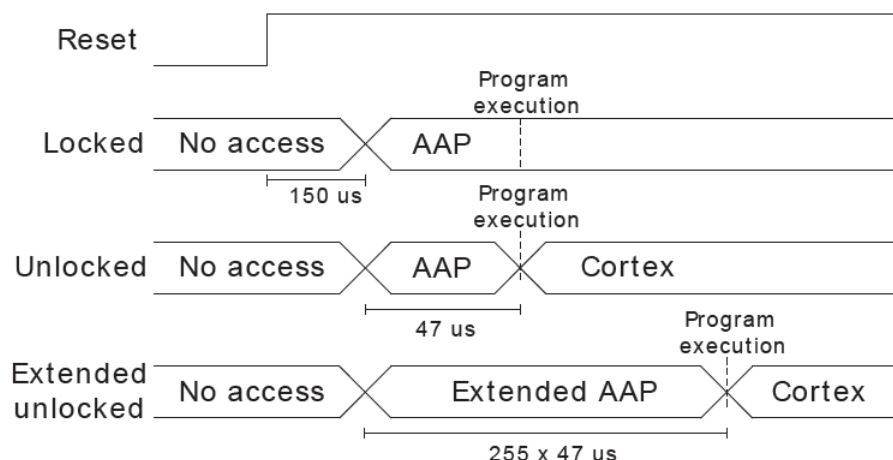 Reset
Program
execution
Locked
No access
AAP
150 us
Program
execution
Unlocked
No access
AAP
Cortex
47 us
Program
execution
Extended
unlocked
No access
Extended AAP
Cortex
255 x 47 us